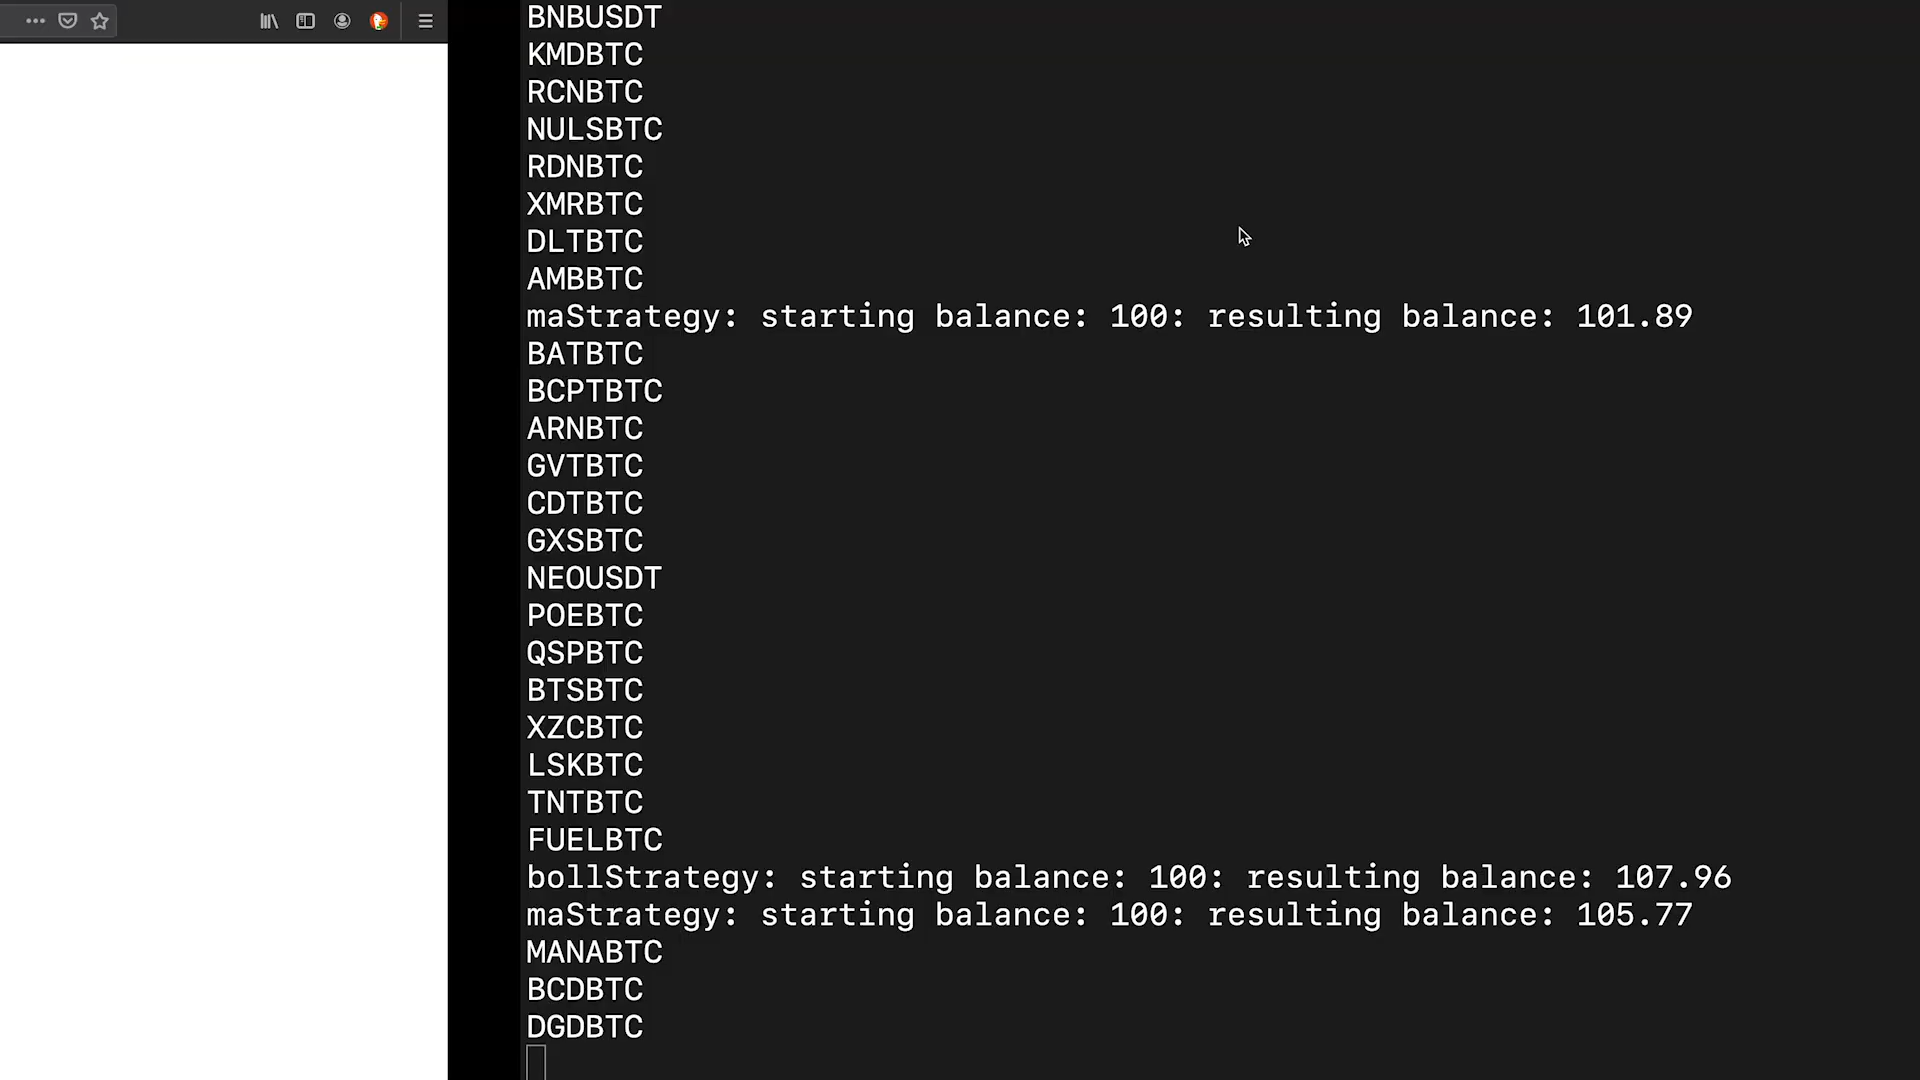 BNBUSDT
KMDBTC
RCNBTC
NULSBTC
RDNBTC
XMRBTC
DLTBTC
AMBBTC
maStrategy: starting balance: 100: resulting balance: 101.89
BATBTC
BCPTBTC
ARNBTC
GVTBTC
CDTBTC
GXSBTC
NEOUSDT
POEBTC
QSPBTC
BTSBTC
XZCBTC
LSKBTC
TNTBTC
FUELBTC
bollStrategy: starting balance: 100: resulting balance: 107.96
maStrategy: starting balance: 100: resulting balance: 105.77
MANABTC
BCDBTC
DGDBTC